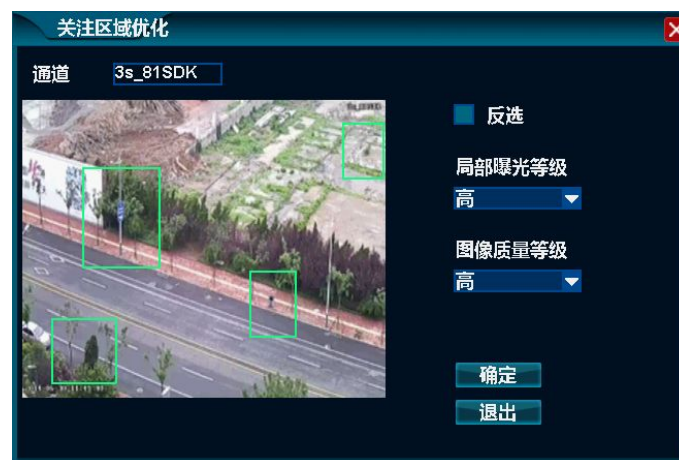 关注区域优化
通道 3s_81SDK
反选
局部曝光等级
高
图像质量等级
高
确定
退出